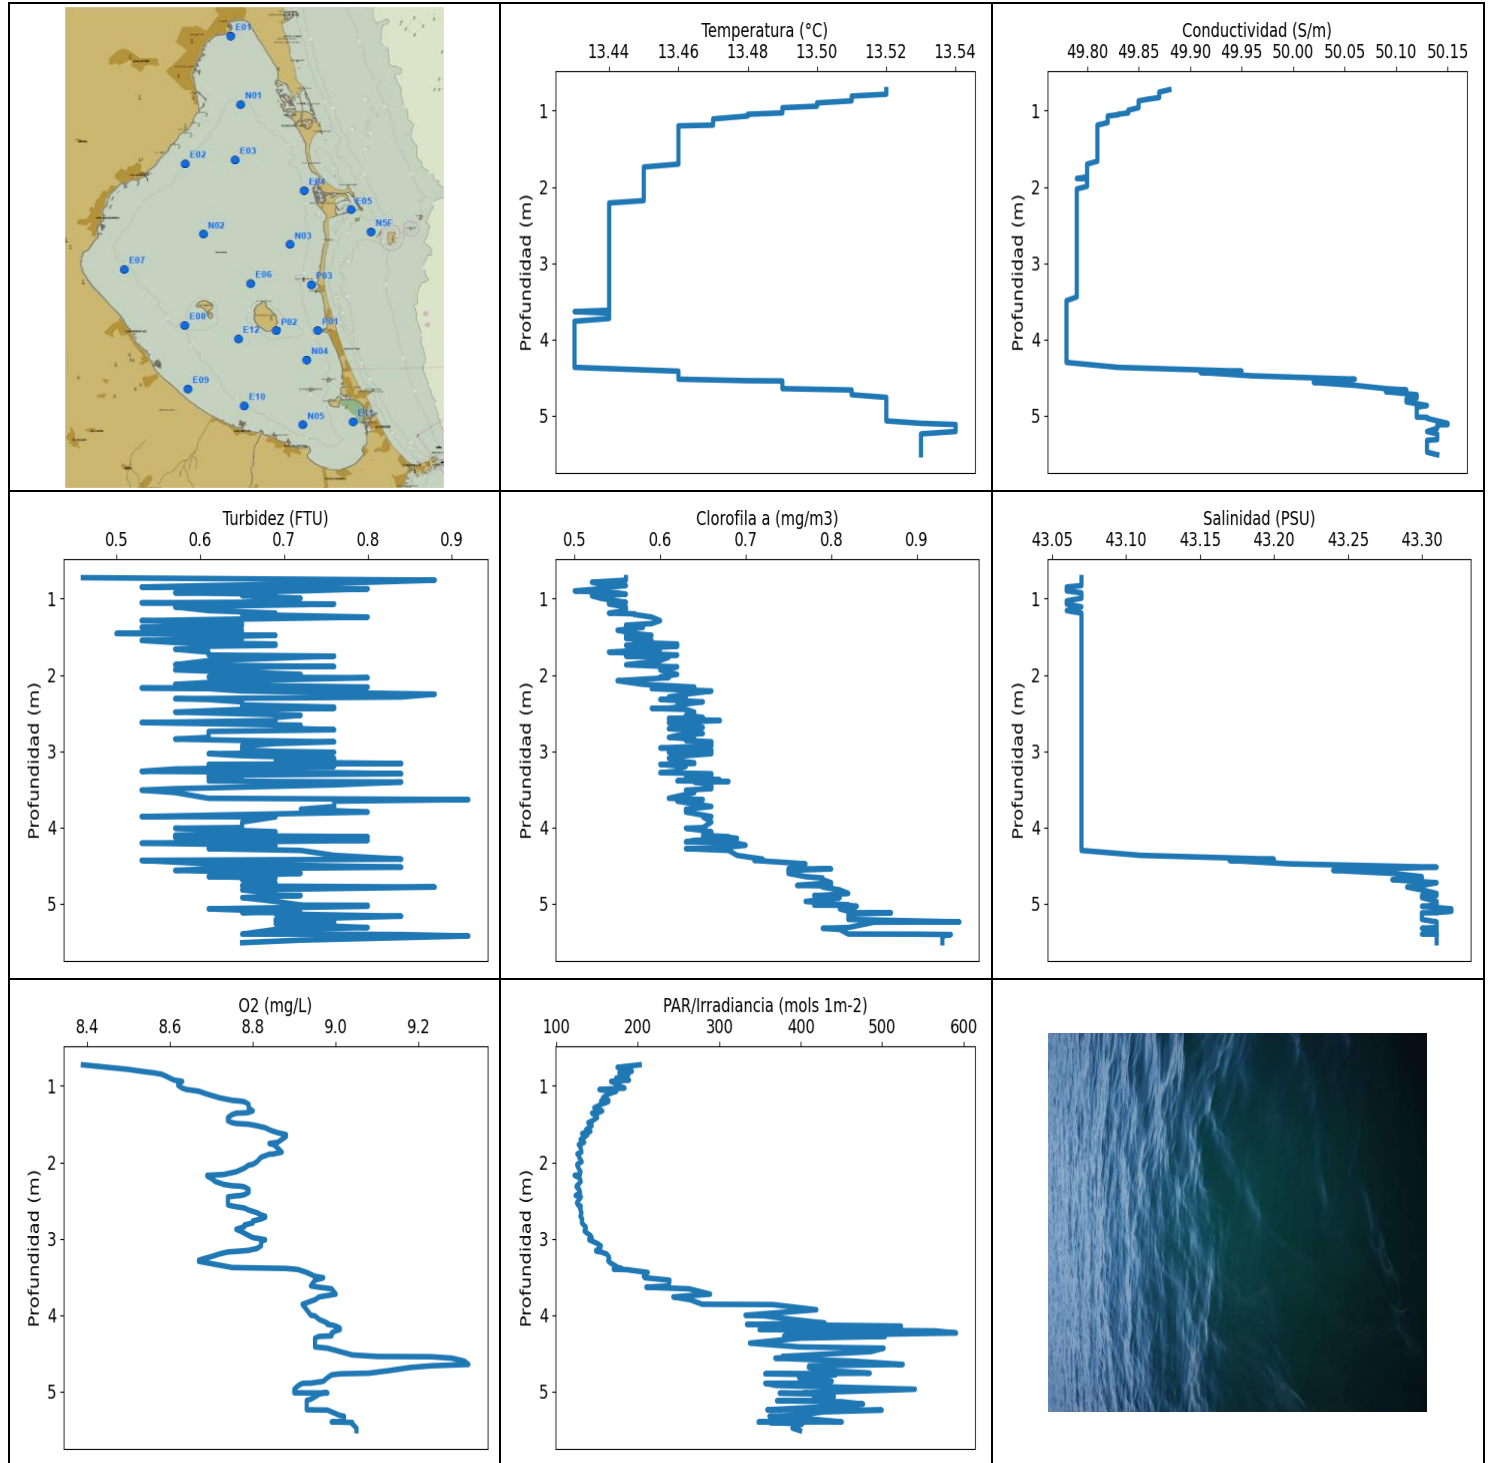 E01
N01
E02
E03
E04
E05
N5F
N02
N03
E07
E06
P03
E08
P02
P01
E12
N04
E09
E10
N05
E11
Temperatura (°C)
13.44 13.46 13.48 13.50 13.52 13.54
Profundidad (m)
1
2
3
4
5
Conductividad (S/m)
49.80 49.85 49.90 49.95 50.00 50.05 50.10 50.15
Profundidad (m)
1
2
3
4
5
Turbidez (FTU)
0.5 0.6 0.7 0.8 0.9
Profundidad (m)
1
2
3
4
5
Clorofila a (mg/m3)
0.5 0.6 0.7 0.8 0.9
Profundidad (m)
1
2
3
4
5
Salinidad (PSU)
43.05 43.10 43.15 43.20 43.25 43.30
Profundidad (m)
1
2
3
4
5
O2 (mg/L)
8.4 8.6 8.8 9.0 9.2
Profundidad (m)
1
2
3
4
5
PAR/Irradiancia (mols 1m-2)
100 200 300 400 500 600
Profundidad (m)
1
2
3
4
5